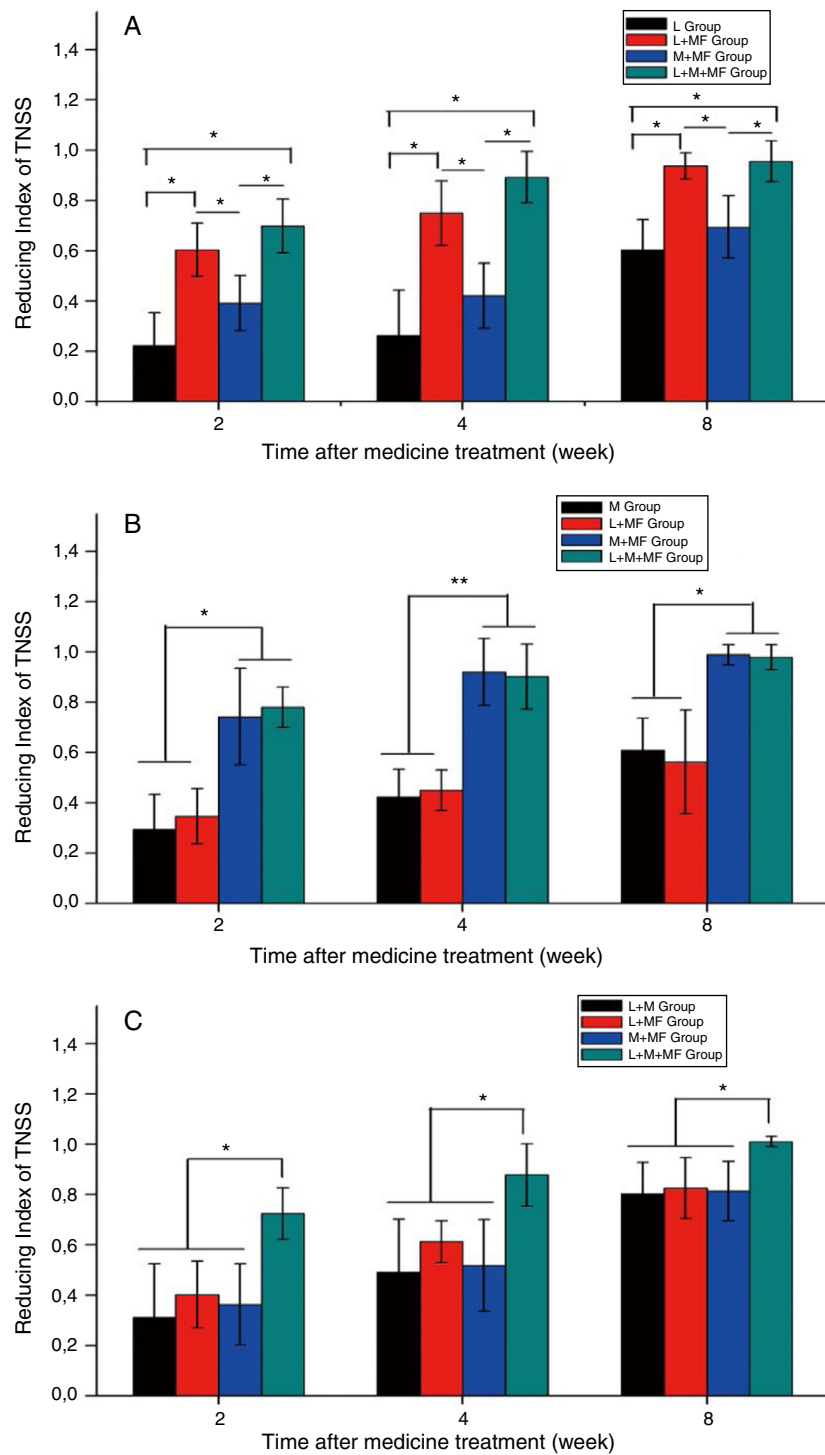 A
L Group
L+MF Group
M+MF Group
L+M+MF Group
Reducing Index of TNSS
1,4
1,2
1,0
0,8
0,6
0,4
0,2
0,0
* * * *
* * * *
* * * *
2 4 8
Time after medicine treatment (week)
B
M Group
L+MF Group
M+MF Group
L+M+MF Group
Reducing Index of TNSS
1,4
1,2
1,0
0,8
0,6
0,4
0,2
0,0
* ** *
2 4 8
Time after medicine treatment (week)
C
L+M Group
L+MF Group
M+MF Group
L+M+MF Group
Reducing Index of TNSS
1,4
1,2
1,0
0,8
0,6
0,4
0,2
0,0
* * *
2 4 8
Time after medicine treatment (week)